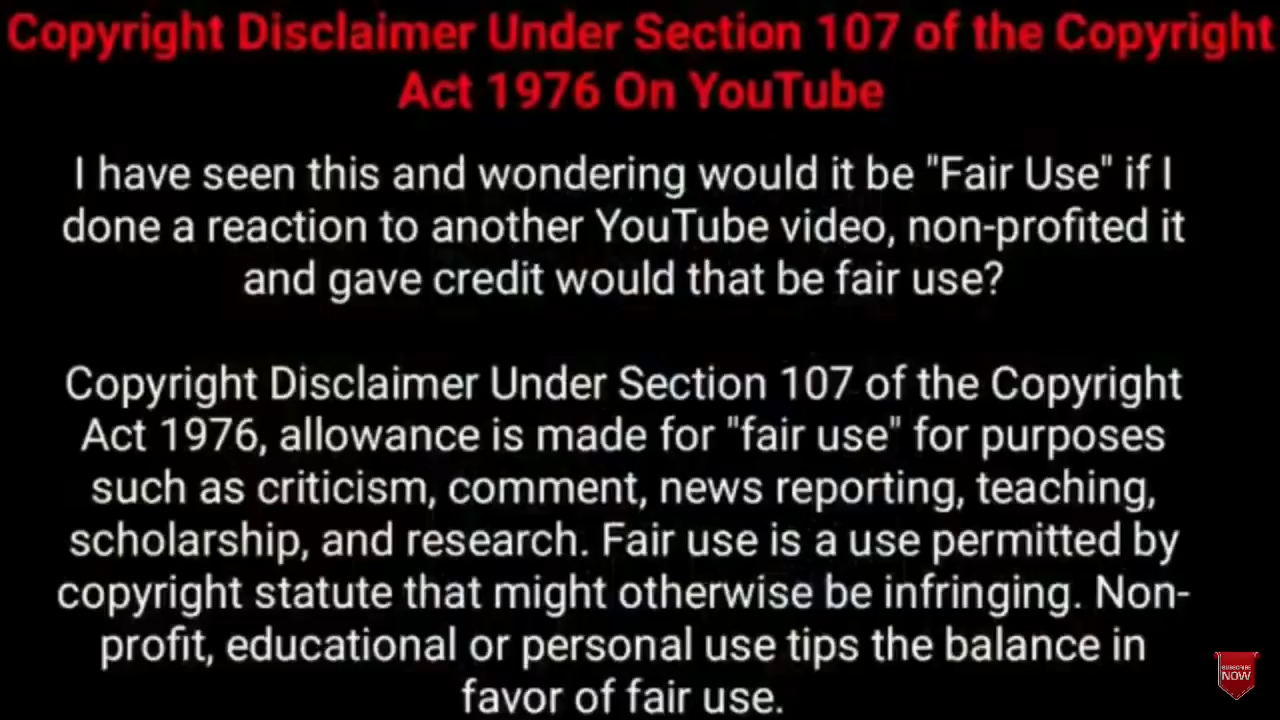 Copyright Disclaimer Under Section 107 of the Copyright
Act 1976 On YouTube
I have seen this and wondering would it be "Fair Use" if I
done a reaction to another YouTube video, non-profited it
and gave credit would that be fair use?
Copyright Disclaimer Under Section 107 of the Copyright
Act 1976, allowance is made for "fair use" for purposes
such as criticism, comment, news reporting, teaching,
scholarship, and research. Fair use is a use permitted by
copyright statute that might otherwise be infringing. Non-
profit, educational or personal use tips the balance in
favor of fair use.
SUBSCRIBE
NOW